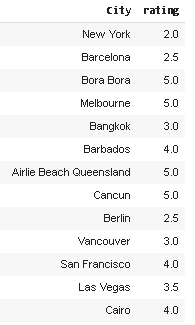 City rating
New York 2.0
Barcelona 2.5
Bora Bora 5.0
Melbourne 5.0
Bangkok 3.0
Barbados 4.0
Airlie Beach Queensland 5.0
Cancun 5.0
Berlin 2.5
Vancouver 3.0
San Francisco 4.0
Las Vegas 3.5
Cairo 4.0